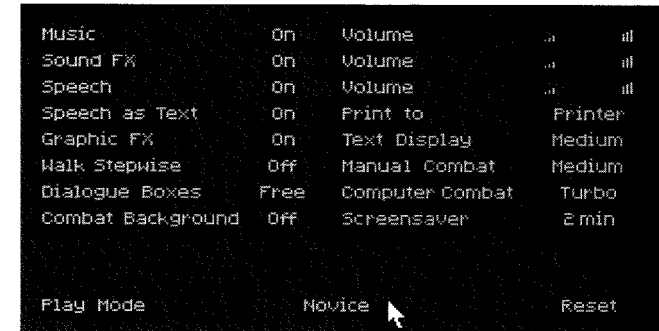 Music On Volume
Sound FX On Volume
Speech On Volume
Speech as Text On Print to Printer
Graphic FX On Text Display Medium
Walk Stepwise Off Manual Combat Medium
Dialogue Boxes Free Computer Combat Turbo
Combat Background Off Screensaver 2 min
Play Mode Novice Reset